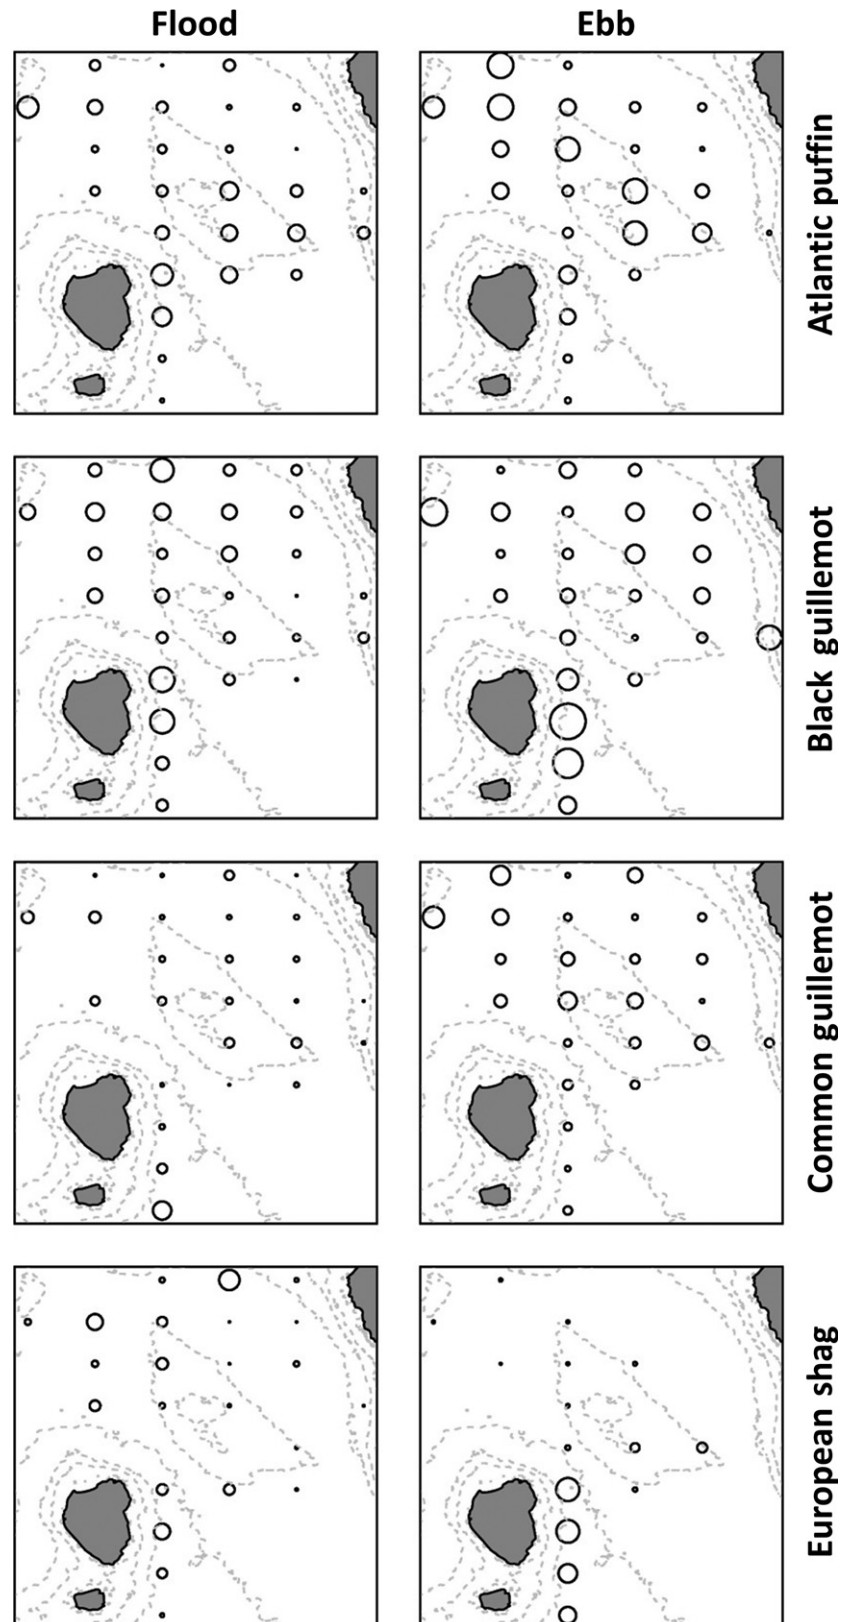 Flood
Ebb
Atlantic puffin
Black guillemot
Common guillemot
European shag